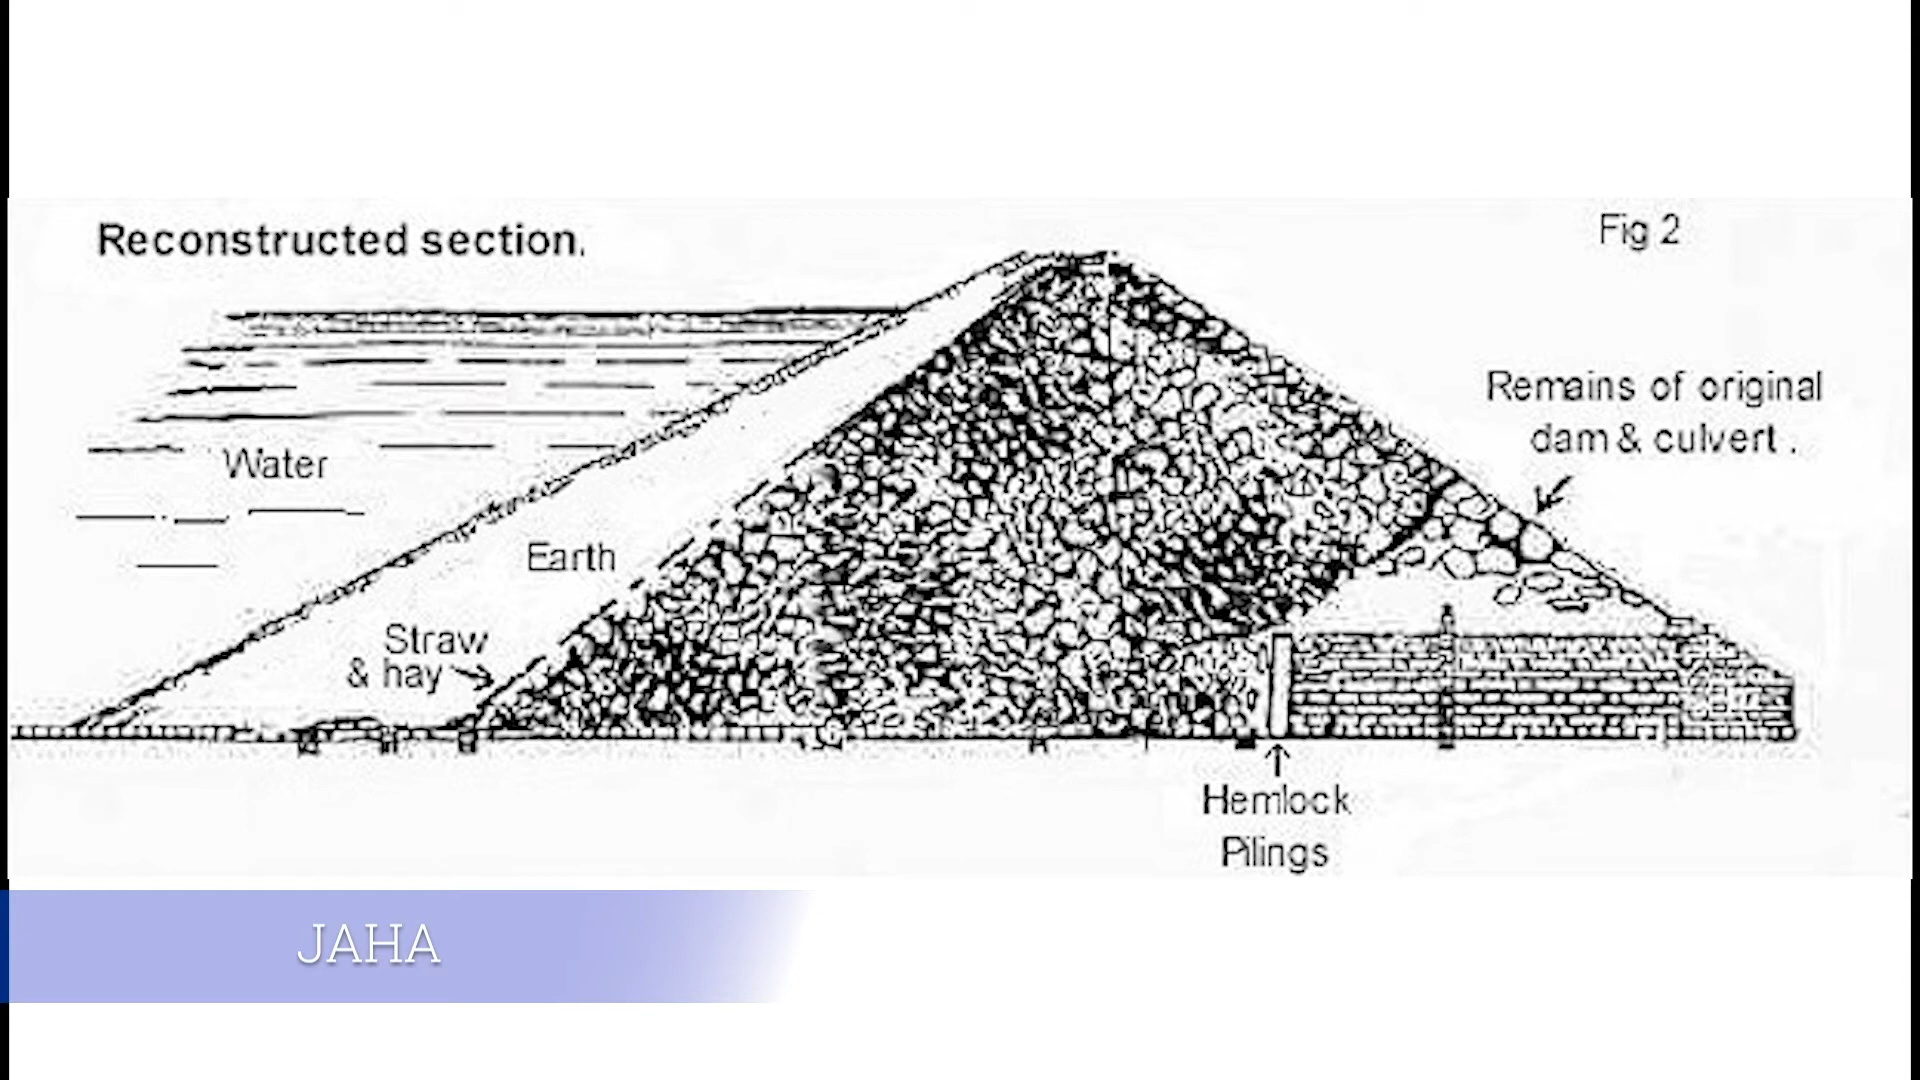 Reconstructed section.
Fig 2
Remains of original
dam & culvert .
Water
Earth
Straw
& hay
Hemlock
Pilings
JAHA